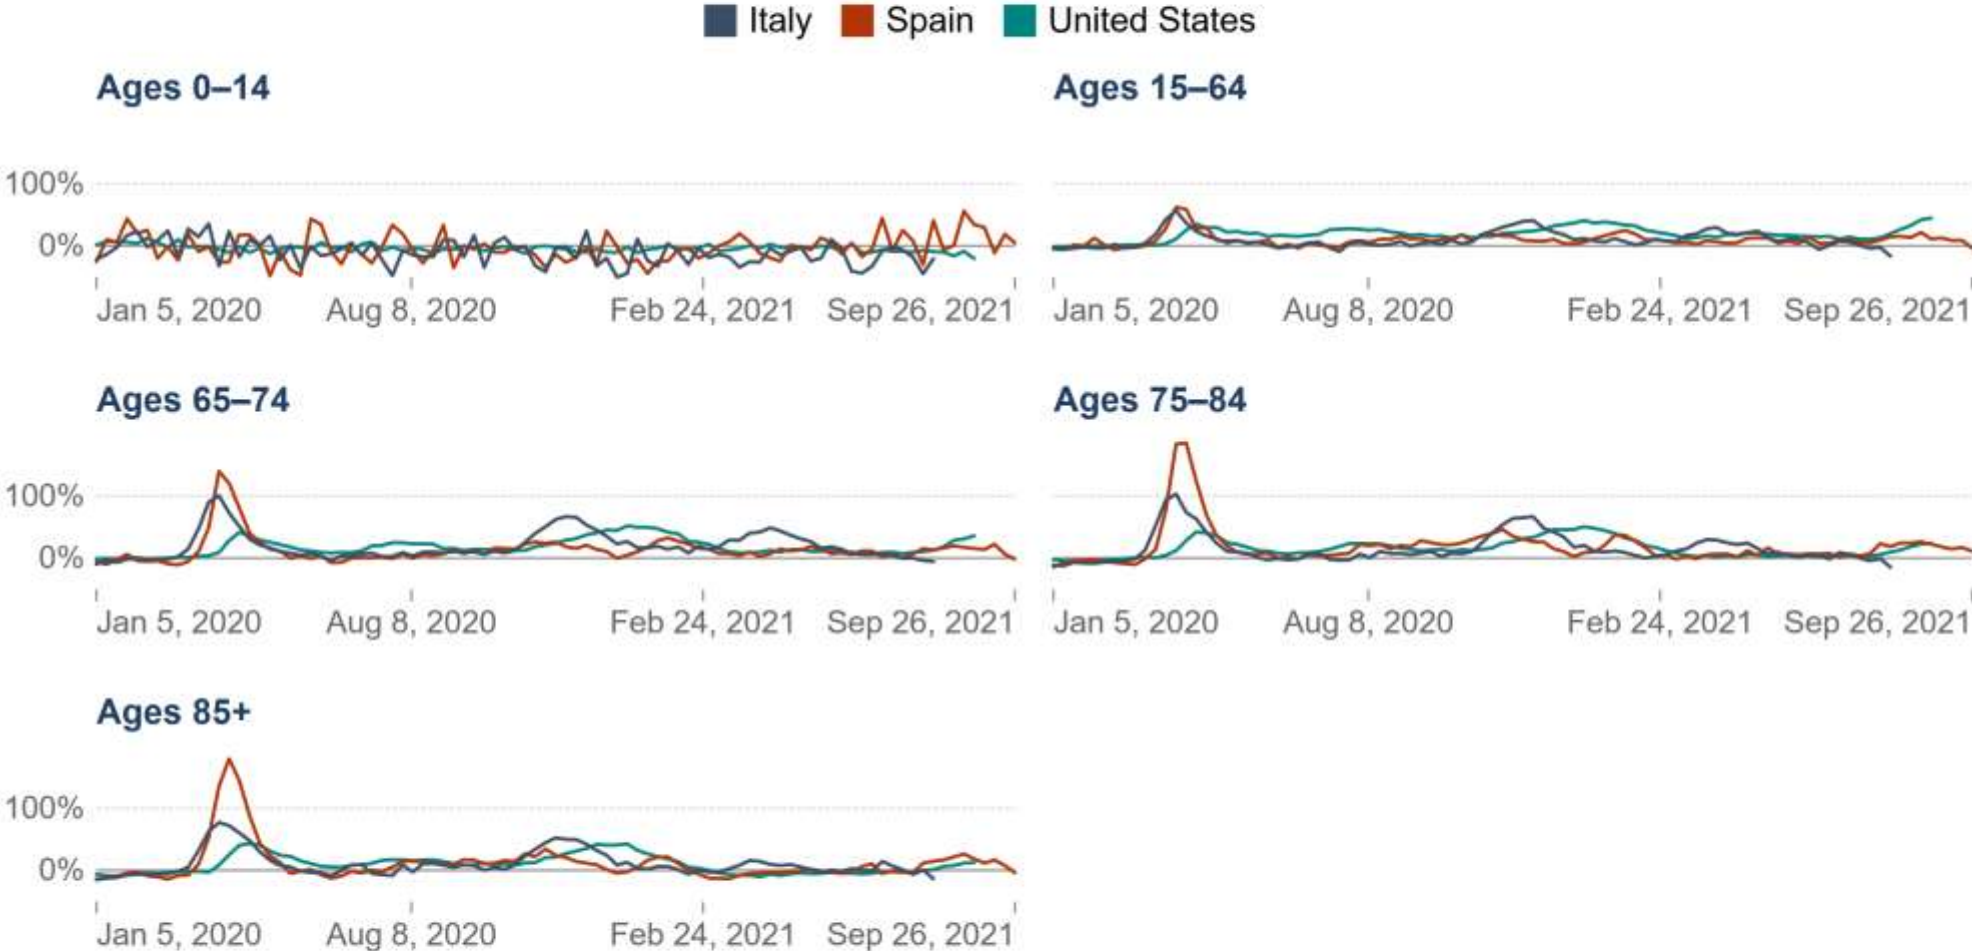 Italy Spain United States
Ages 0–14
100%
0%
Jan 5, 2020 Aug 8, 2020 Feb 24, 2021 Sep 26, 2021
Ages 15–64
Jan 5, 2020 Aug 8, 2020 Feb 24, 2021 Sep 26, 2021
Ages 65–74
100%
0%
Jan 5, 2020 Aug 8, 2020 Feb 24, 2021 Sep 26, 2021
Ages 75–84
Jan 5, 2020 Aug 8, 2020 Feb 24, 2021 Sep 26, 2021
Ages 85+
100%
0%
Jan 5, 2020 Aug 8, 2020 Feb 24, 2021 Sep 26, 2021